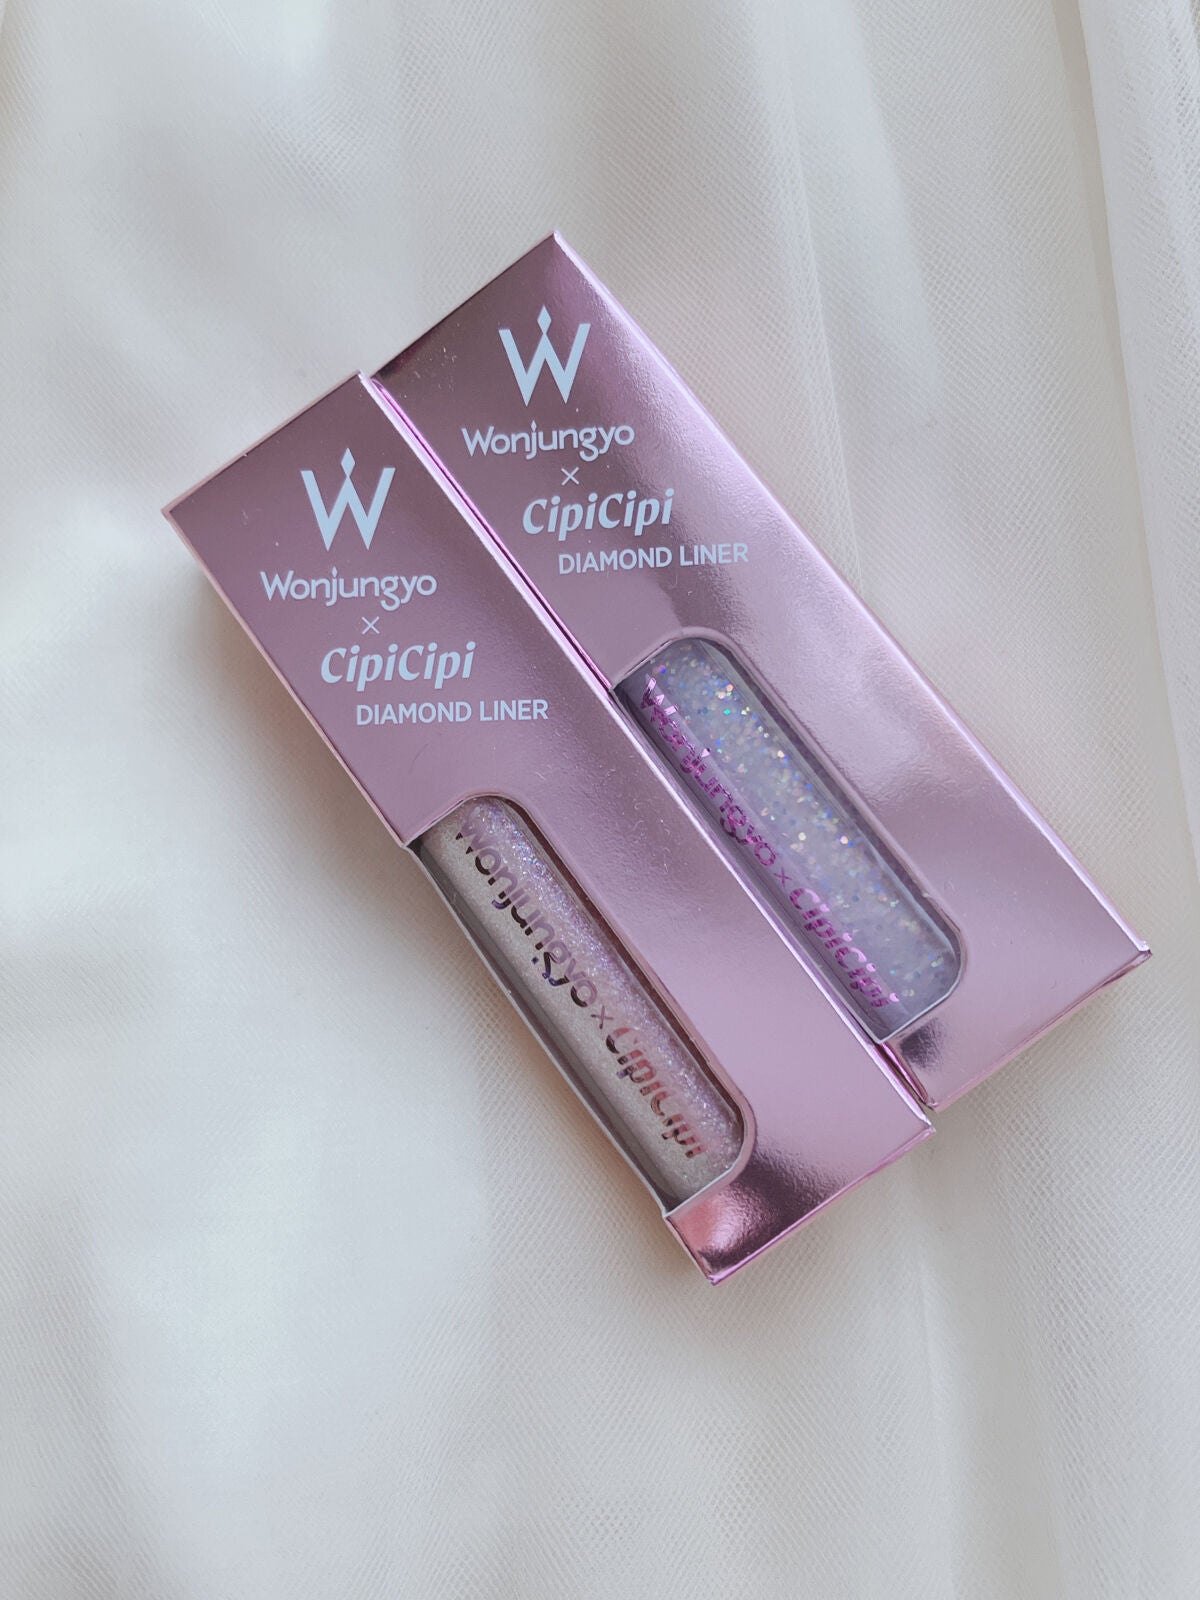 W
Wonjungyo
×
CipiCipi
DIAMOND LINER
Wonjungyo × CipiCipi
W
Wonjungyo
×
CipiCipi
DIAMOND LINER
Wonjungyo × CipiCipi